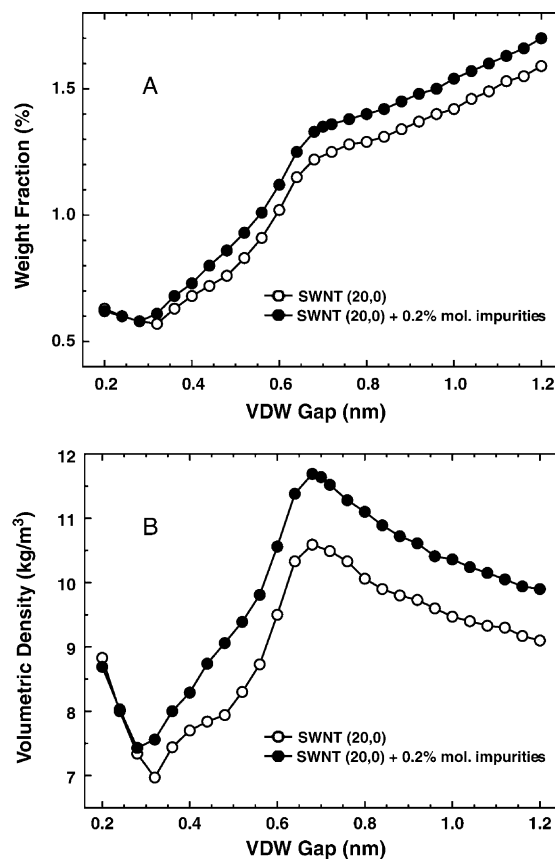 A
Weight Fraction (%)
1.5
1.0
0.5
SWNT (20,0)
SWNT (20,0) + 0.2% mol. impurities
0.2 0.4 0.6 0.8 1.0 1.2
VDW Gap (nm)
B
Volumetric Density (kg/m³)
12
11
10
9
8
7
SWNT (20,0)
SWNT (20,0) + 0.2% mol. impurities
0.2 0.4 0.6 0.8 1.0 1.2
VDW Gap (nm)